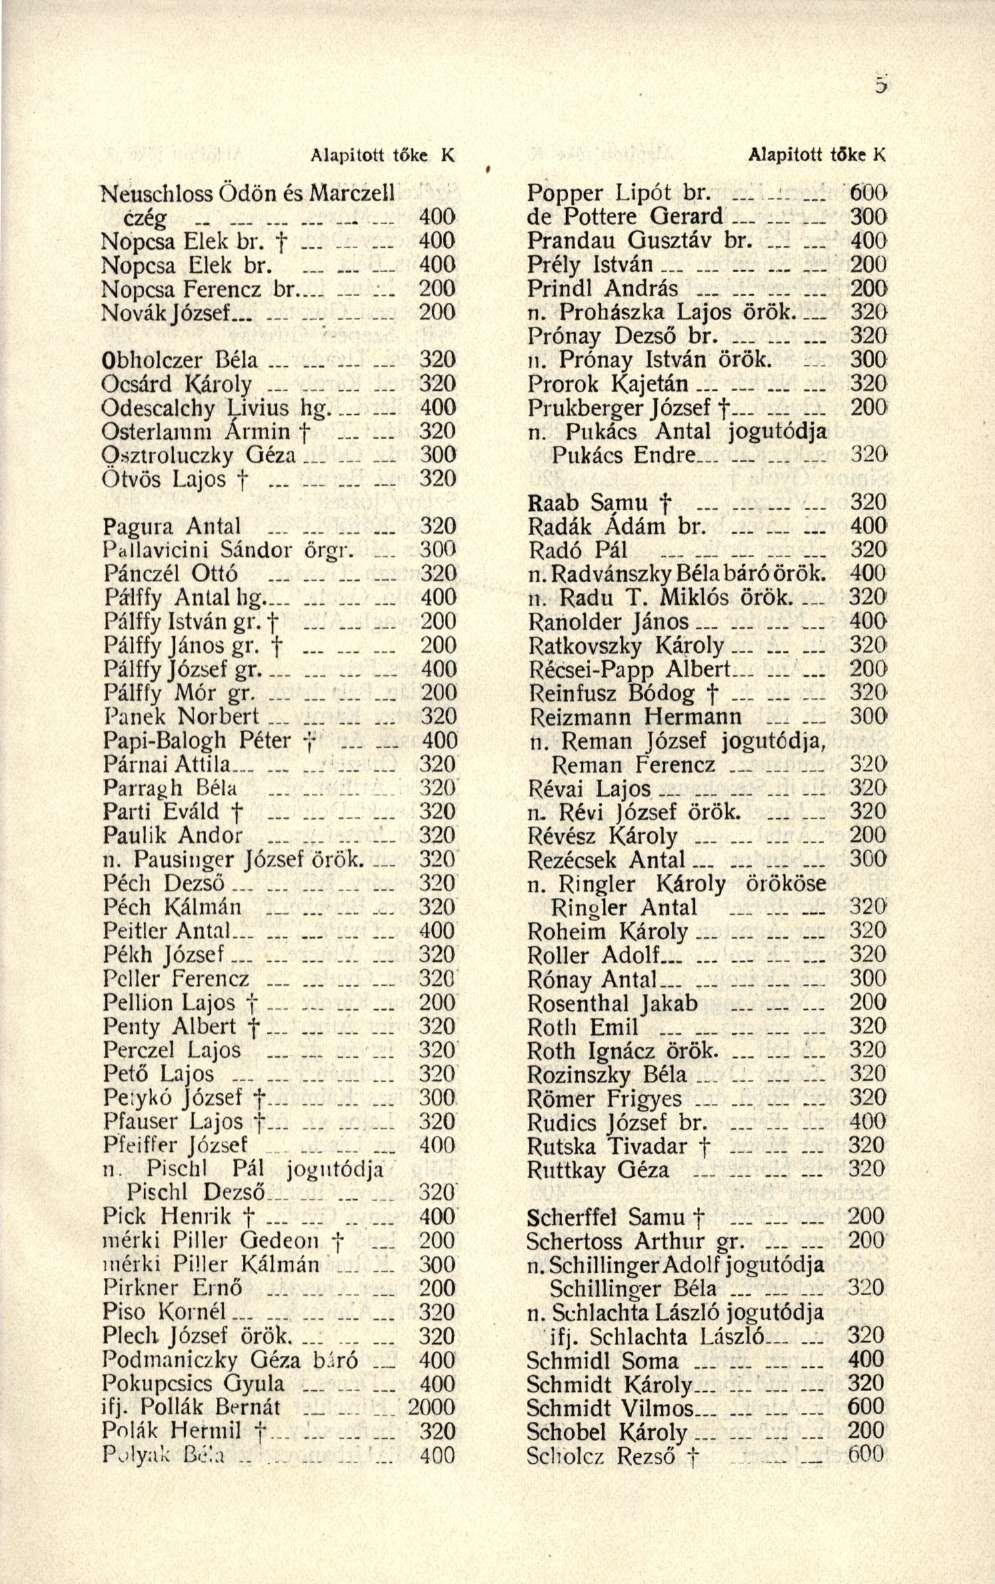 5
Alapitott tőke K
Neuschloss Ödön és Marczell
czég 400
Nopcsa Elek br. † 400
Nopcsa Elek br. 400
Nopcsa Ferencz br. 200
Novák József 200
Obholczer Béla 320
Ocsárd Károly 320
Odescalchy Livius hg. 400
Osterlamm Ármin † 320
Osztroluczky Géza 300
Ötvös Lajos † 320
Pagura Antal 320
Pallavicini Sándor őrgr. 300
Pánczél Ottó 320
Pálffy Antal hg. 400
Pálffy István gr. † 200
Pálffy János gr. † 200
Pálffy József gr. 400
Pálffy Mór gr. 200
Panek Norbert 320
Papi-Balogh Péter † 400
Párnai Attila 320
Parragh Béla 320
Parti Eváld † 320
Paulik Andor 320
n. Pausinger József örök. 320
Péch Dezső 320
Péch Kálmán 320
Peitler Antal 400
Pékh József 320
Peller Ferencz 320
Pellion Lajos † 200
Penty Albert † 320
Perczel Lajos 320
Pető Lajos 320
Petykó József † 300
Pfauser Lajos † 320
Pfeiffer József 400
n. Pischl Pál jogutódja
Pischl Dezső 320
Pick Henrik † 400
mérki Piller Gedeon † 200
mérki Piller Kálmán 300
Pirkner Ernő 200
Piso Kornél 320
Plech József örök. 320
Podmaniczky Géza báró 400
Pokupcsics Gyula 400
ifj. Pollák Bernát 2000
Polák Hermil † 320
Polyák Béla 400
Alapitott tőke K
Popper Lipót br. 600
de Pottere Gerard 300
Prandau Gusztáv br. 400
Prély István 200
Prindl András 200
n. Prohászka Lajos örök. 320
Prónay Dezső br. 320
n. Prónay István örök. 300
Prorok Kajetán 320
Prukberger József † 200
n. Pukács Antal jogutódja
Pukács Endre 320
Raab Samu † 320
Radák Ádám br. 400
Radó Pál 320
n. Radvánszky Béla báró örök. 400
n. Radu T. Miklós örök. 320
Ranolder János 400
Ratkovszky Károly 320
Récsei-Papp Albert 200
Reinfusz Bódog † 320
Reizmann Hermann 300
n. Reman József jogutódja,
Reman Ferencz 320
Révai Lajos 320
n. Révi József örök. 320
Révész Károly 200
Rezécsek Antal 300
n. Ringler Károly örököse
Ringler Antal 320
Roheim Károly 320
Roller Adolf 320
Rónay Antal 300
Rosenthal Jakab 200
Roth Emil 320
Roth Ignácz örök. 320
Rozinszky Béla 320
Römer Frigyes 320
Rudics József br. 400
Rutska Tivadar † 320
Ruttkay Géza 320
Scherffel Samu † 200
Schertoss Arthur gr. 200
n. Schillinger Adolf jogutódja
Schillinger Béla 320
n. Schlachta László jogutódja
ifj. Schlachta László 320
Schmidl Soma 400
Schmidt Károly 320
Schmidt Vilmos 600
Schobel Károly 200
Scholcz Rezső † 600